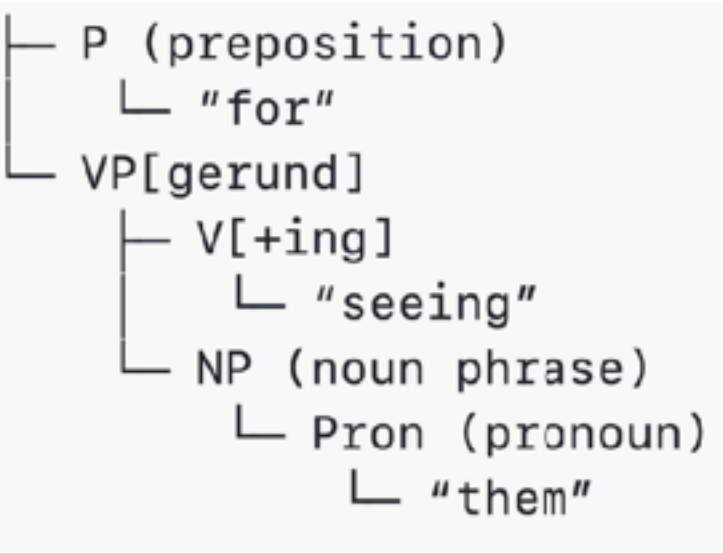 ├─ P (preposition)
│   └─ "for"
└─ VP[gerund]
    ├─ V[+ing]
    │   └─ "seeing"
    └─ NP (noun phrase)
        └─ Pron (pronoun)
            └─ "them"